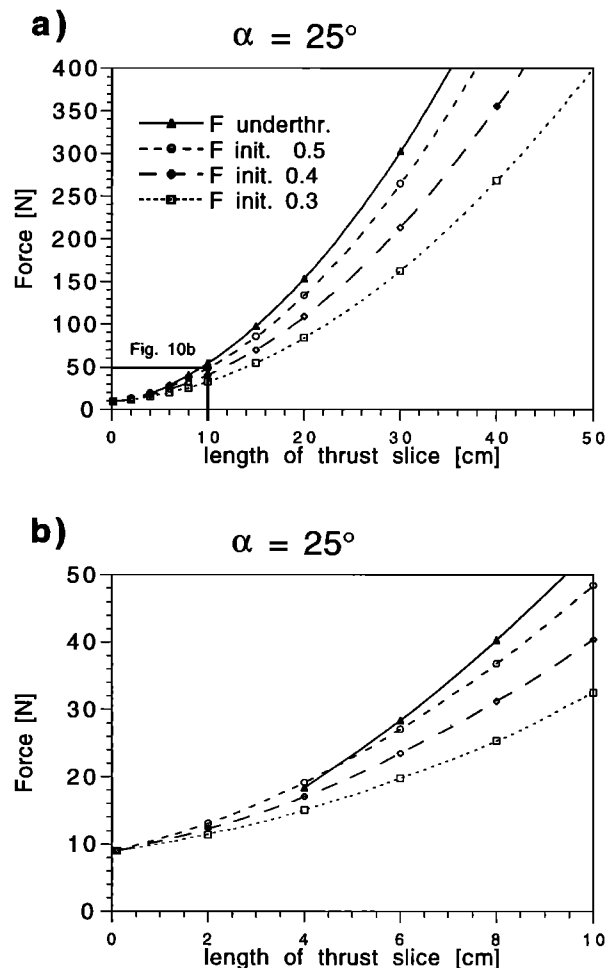 a)
α = 25°
400
350
300
250
200
150
100
50
0
Force [N]
F underthr.
F init. 0.5
F init. 0.4
F init. 0.3
Fig. 10b
0 10 20 30 40 50
length of thrust slice [cm]
b)
α = 25°
50
40
30
20
10
0
Force [N]
0 2 4 6 8 10
length of thrust slice [cm]